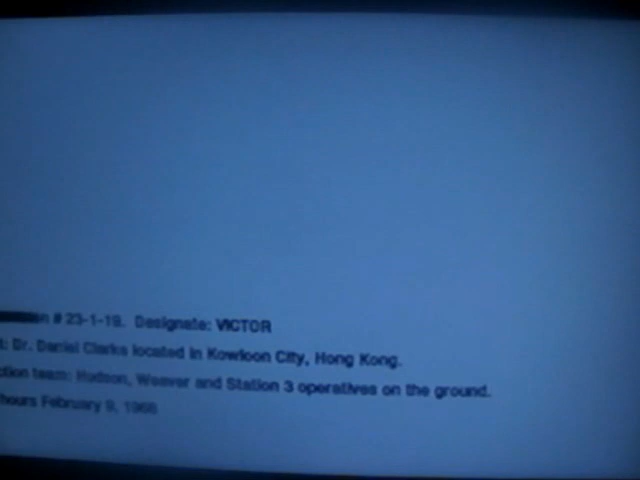 # 23-1-19. Designate: VICTOR
Dr. Daniel Clarke located in Kowloon City, Hong Kong.
team: Hudson, Weaver and Station 3 operatives on the ground.
hours February 9, 1968